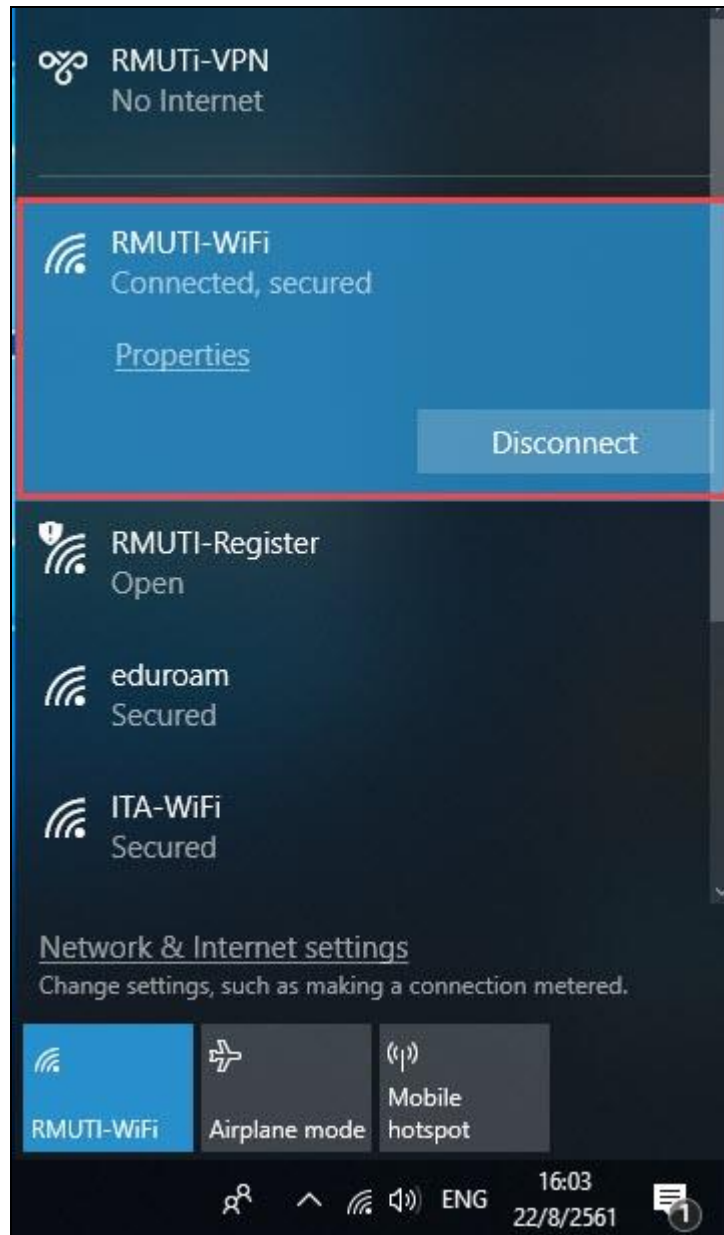 RMUTi-VPN
No Internet
RMUTI-WiFi
Connected, secured
Properties
Disconnect
RMUTI-Register
Open
eduroam
Secured
ITA-WiFi
Secured
Network & Internet settings
Change settings, such as making a connection metered.
RMUTI-WiFi
Airplane mode
Mobile
hotspot
ENG
16:03
22/8/2561
1